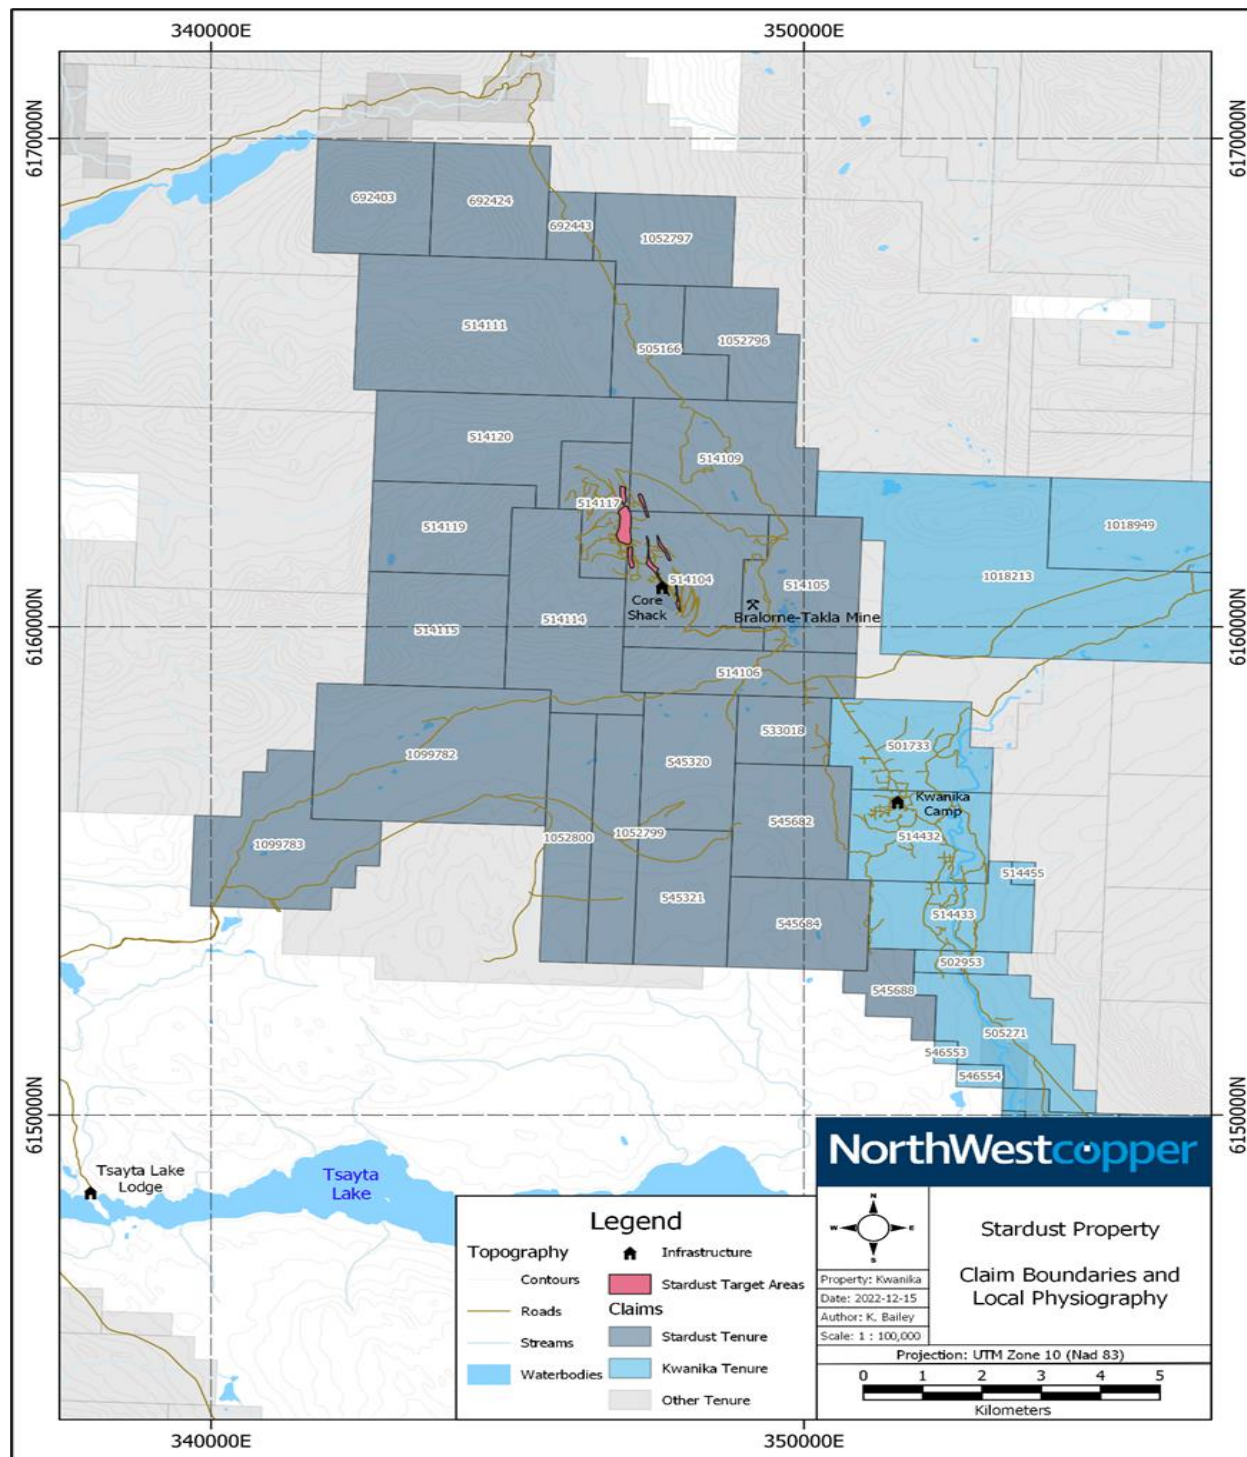 340000E
350000E
6170000N
6170000N
692403
692424
692443
1052797
514111
505166
1052796
514120
514109
514117
514119
1018949
1018213
514104
514105
Core
Shack
Bralorne-Takla Mine
514114
514115
6160000N
6160000N
514106
533018
501733
1099782
545320
Kwanika
Camp
545682
514432
1052800
1052799
1099783
514455
545321
514433
545684
502953
545688
505271
546553
546554
6150000N
6150000N
Tsayta Lake
Lodge
Tsayta
Lake
NorthWestcopper
Legend
Topography
Contours
Roads
Streams
Waterbodies
Infrastructure
Stardust Target Areas
Claims
Stardust Tenure
Kwanika Tenure
Other Tenure
N
W
E
S
Property: Kwanika
Date: 2022-12-15
Author: K. Bailey
Scale: 1 : 100,000
Stardust Property
Claim Boundaries and
Local Physiography
Projection: UTM Zone 10 (Nad 83)
0 1 2 3 4 5
Kilometers
340000E
350000E